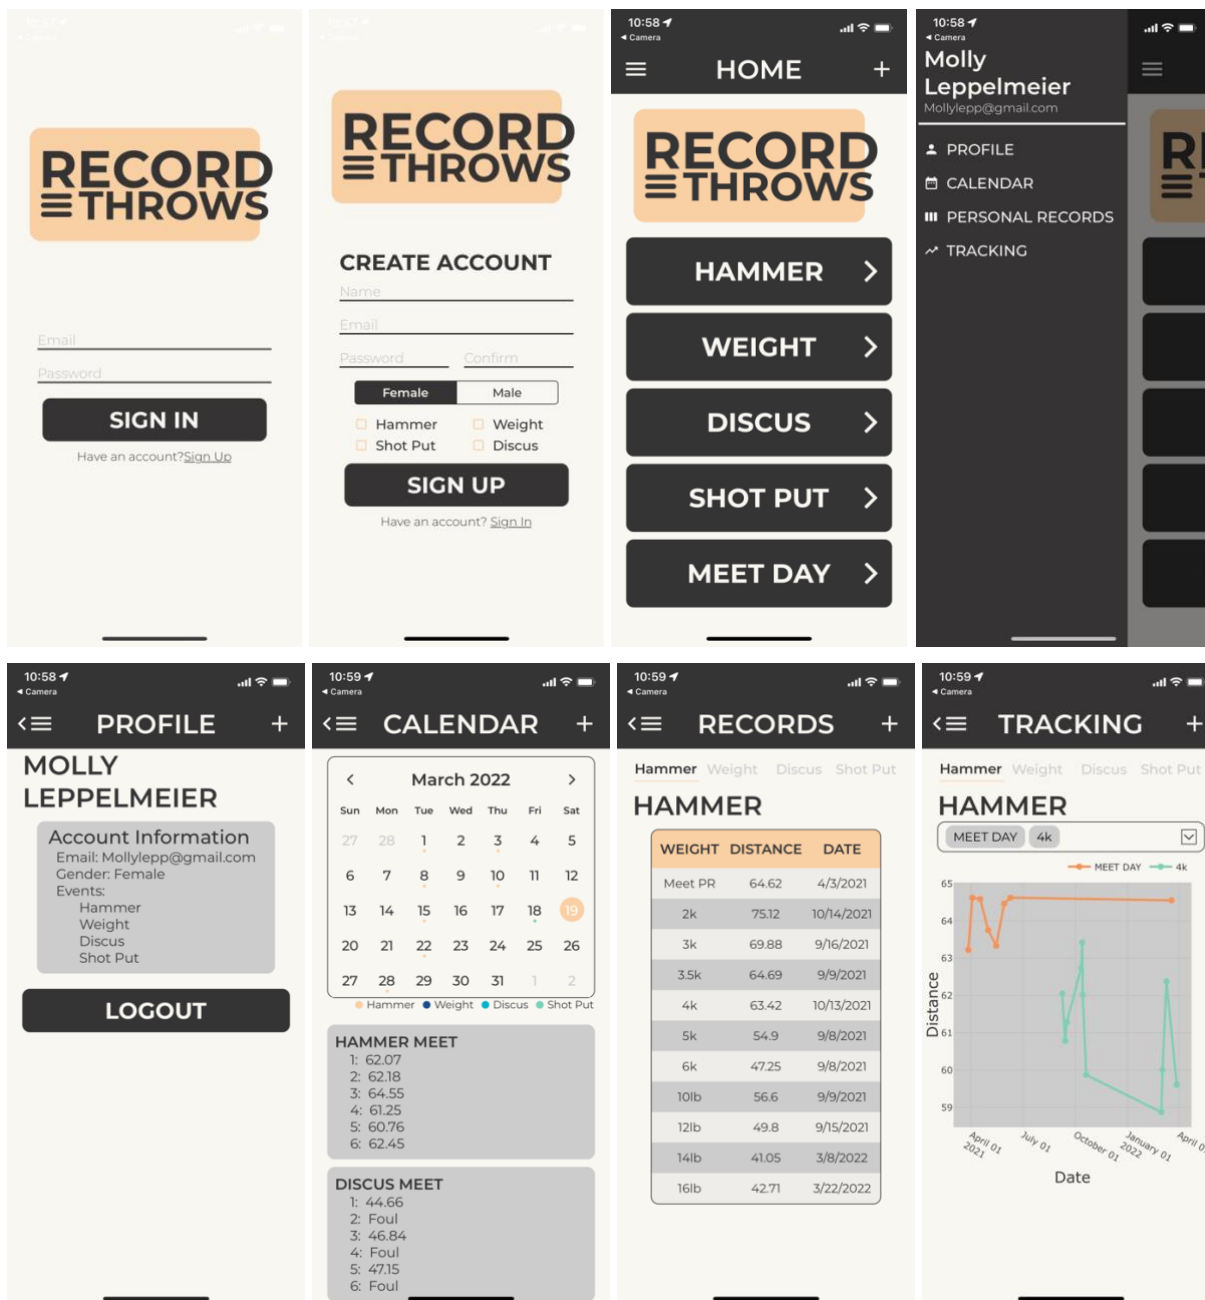 RECORD
THROWS
Email
Password
SIGN IN
Have an account?Sign Up
RECORD
THROWS
CREATE ACCOUNT
Name
Email
Password Confirm
Female Male
Hammer Weight
Shot Put Discus
SIGN UP
Have an account? Sign In
10:58
Camera
HOME +
RECORD
THROWS
HAMMER
WEIGHT
DISCUS
SHOT PUT
MEET DAY
10:58
Camera
Molly
Leppelmeier
Mollylepp@gmail.com
PROFILE
CALENDAR
PERSONAL RECORDS
TRACKING
10:58
Camera
PROFILE +
MOLLY
LEPPELMEIER
Account Information
Email: Mollylepp@gmail.com
Gender: Female
Events:
Hammer
Weight
Discus
Shot Put
LOGOUT
10:59
Camera
CALENDAR +
March 2022
Sun Mon Tue Wed Thu Fri Sat
27 28 1 2 3 4 5
6 7 8 9 10 11 12
13 14 15 16 17 18 19
20 21 22 23 24 25 26
27 28 29 30 31 1 2
Hammer Weight Discus Shot Put
HAMMER MEET
1: 62.07
2: 62.18
3: 64.55
4: 61.25
5: 60.76
6: 62.45
DISCUS MEET
1: 44.66
2: Foul
3: 46.84
4: Foul
5: 47.15
6: Foul
10:59
Camera
RECORDS +
Hammer Weight Discus Shot Put
HAMMER
WEIGHT DISTANCE DATE
Meet PR 64.62 4/3/2021
2k 75.12 10/14/2021
3k 69.88 9/16/2021
3.5k 64.69 9/9/2021
4k 63.42 10/13/2021
5k 54.9 9/8/2021
6k 47.25 9/8/2021
10lb 56.6 9/9/2021
12lb 49.8 9/15/2021
14lb 41.05 3/8/2022
16lb 42.71 3/22/2022
10:59
Camera
TRACKING +
Hammer Weight Discus Shot Put
HAMMER
MEET DAY 4k
MEET DAY 4k
65
64
63
62
61
60
59
Distance
April 01
2021
July 01
October 01
January 01
2022
April
Date